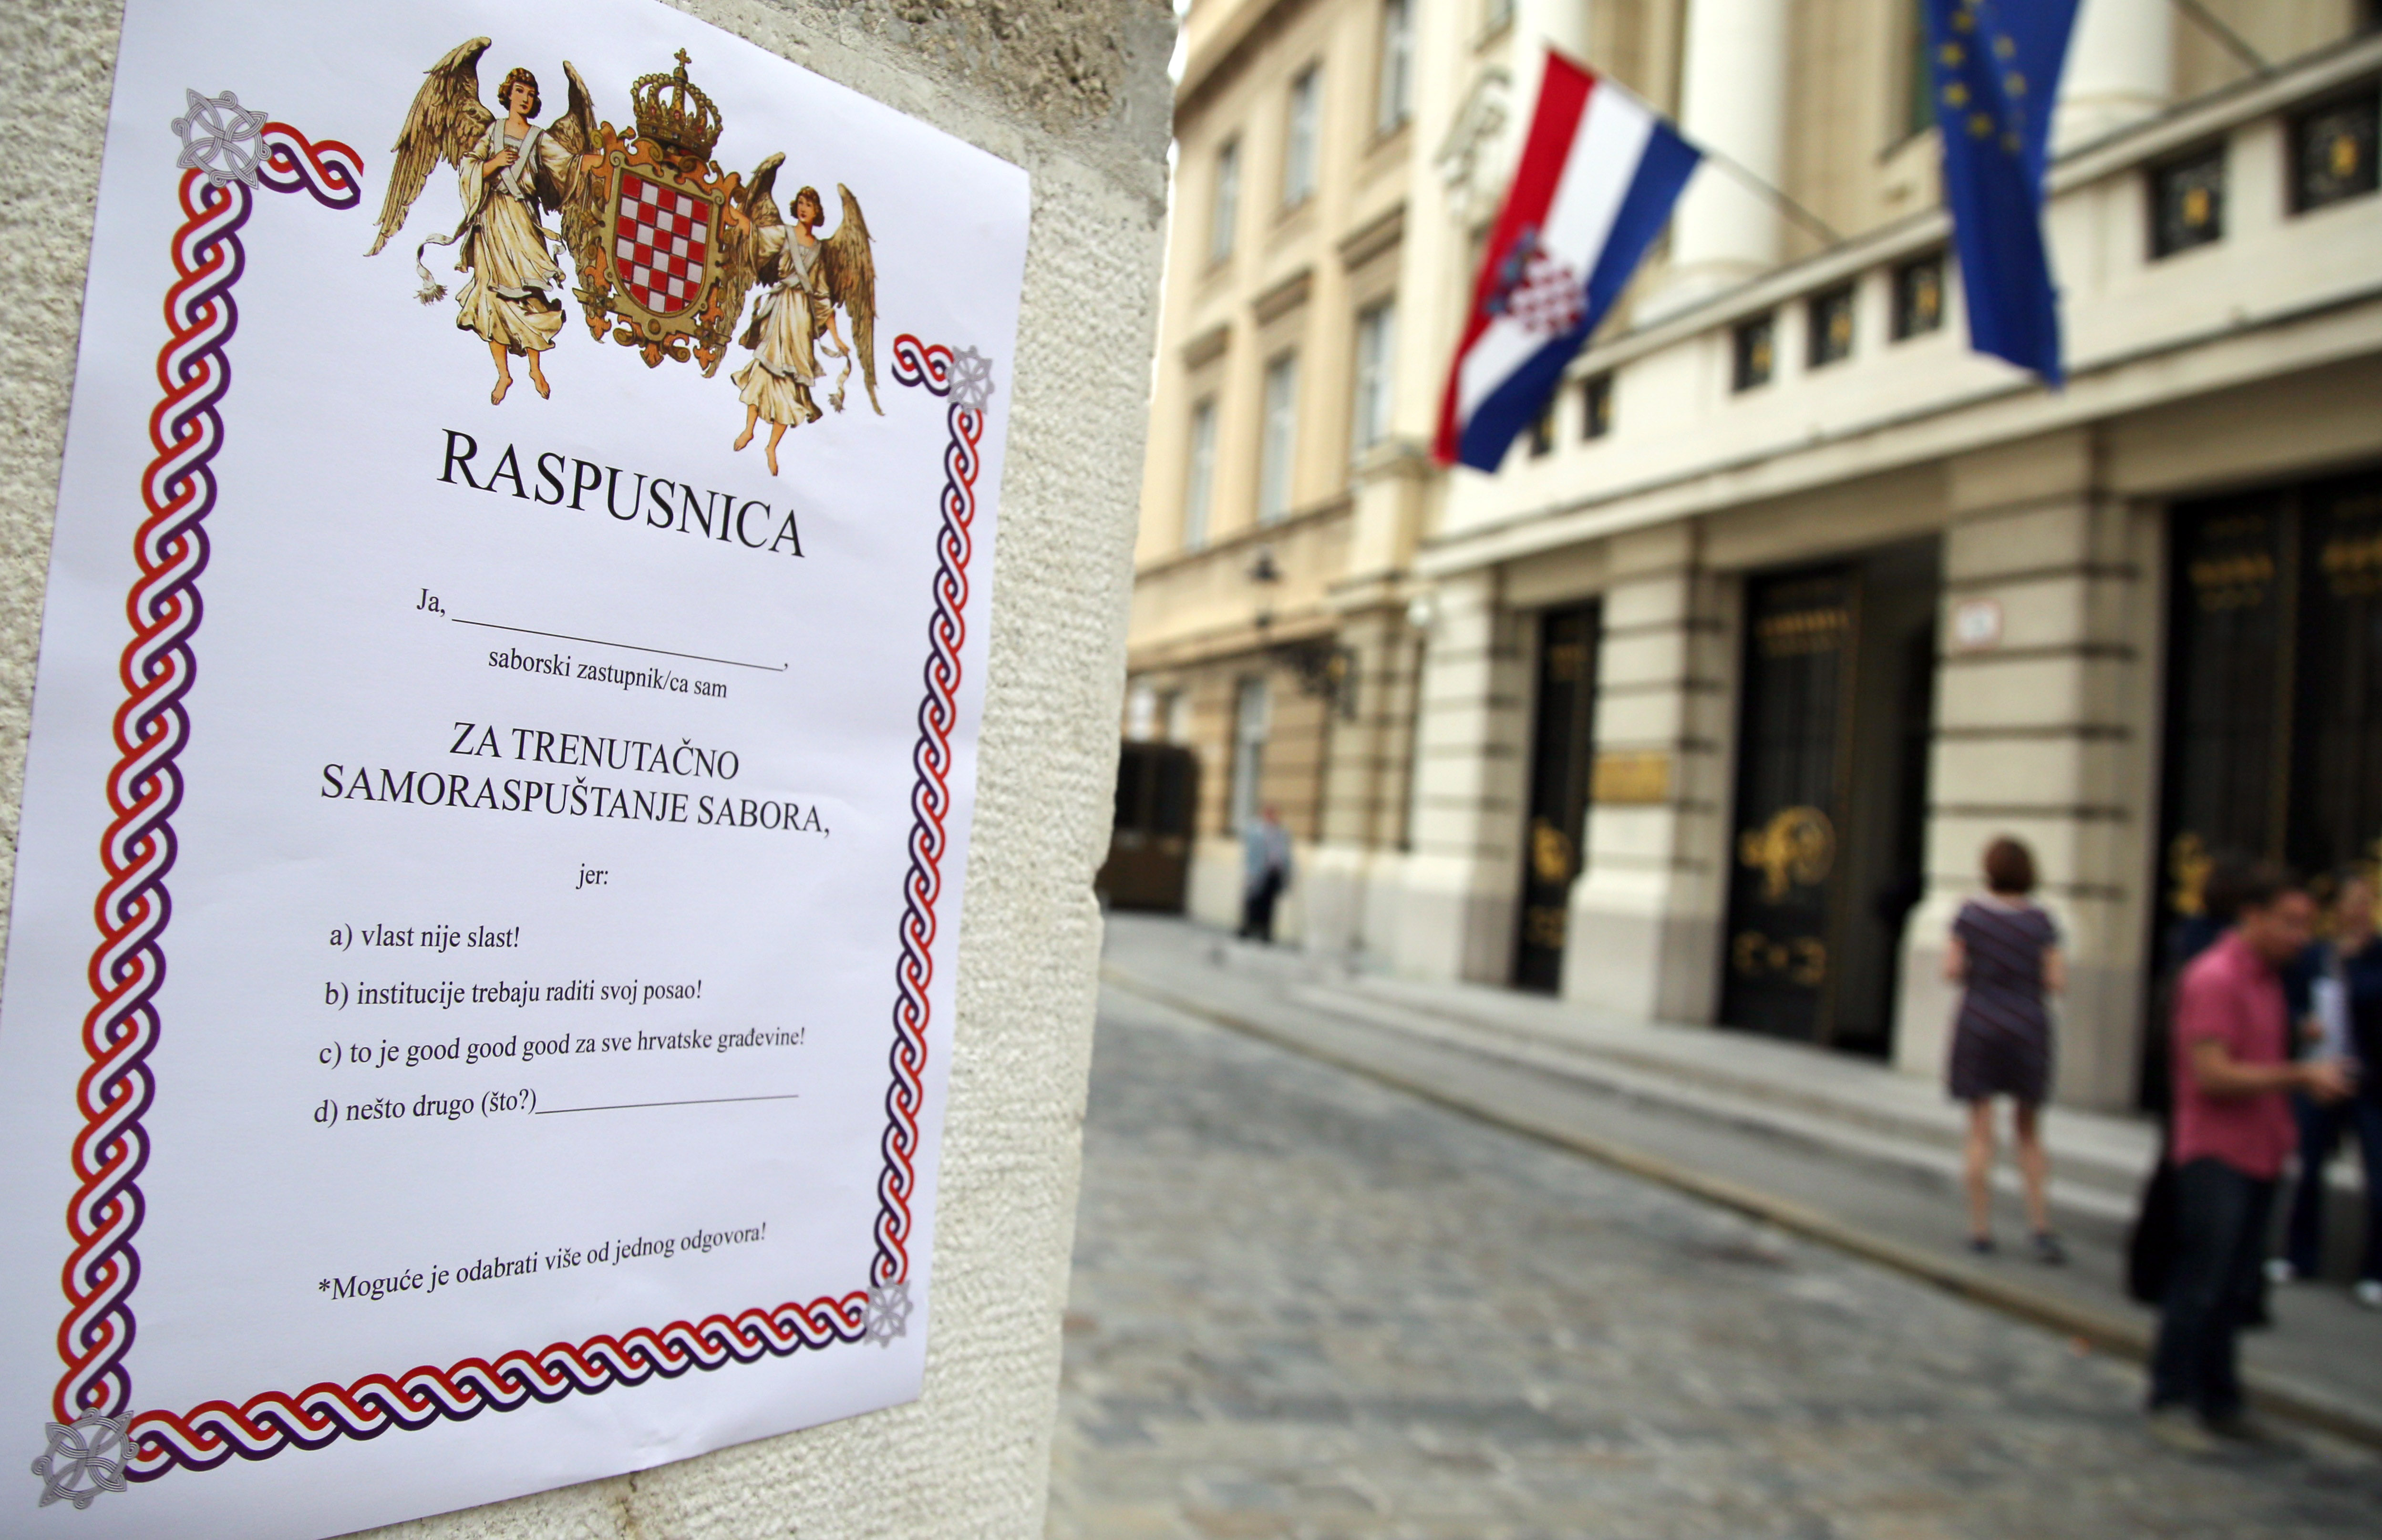 RASPUSNICA
Ja, ____________________,
saborski zastupnik/ca sam
ZA TRENUTAČNO
SAMORASPUŠTANJE SABORA,
jer:
a) vlast nije slast!
b) institucije trebaju raditi svoj posao!
c) to je good good good za sve hrvatske građevine!
d) nešto drugo (što?)____________________
*Moguće je odabrati više od jednog odgovora!